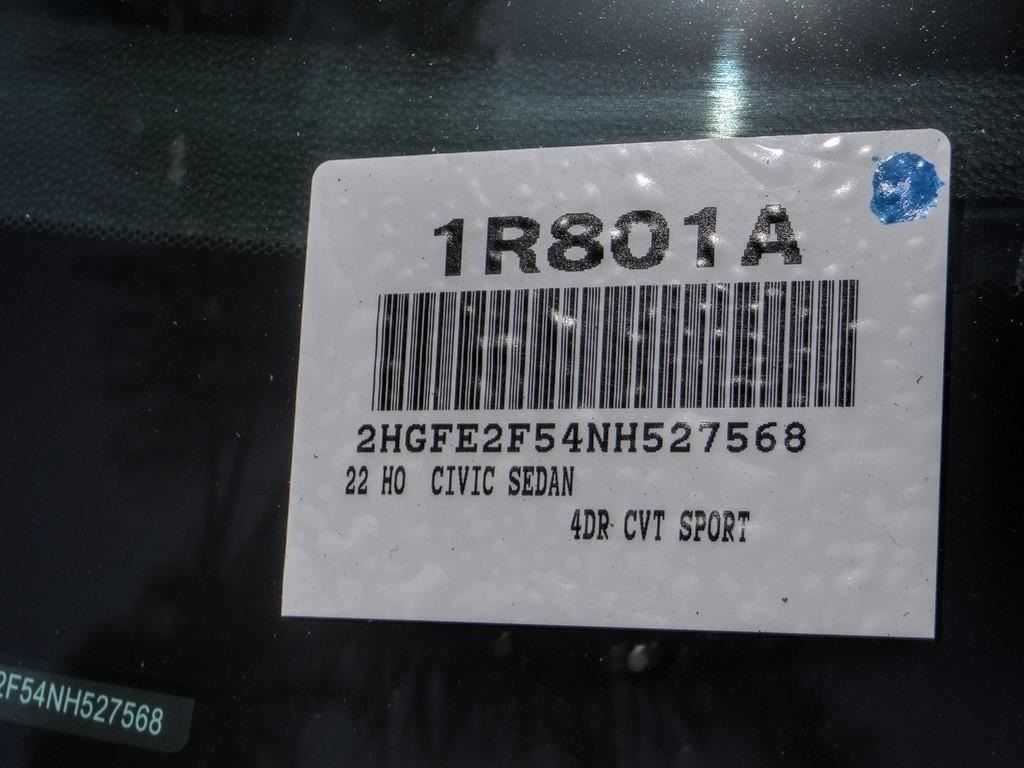 1R801A
2HGFE2F54NH527568
22 HO CIVIC SEDAN
4DR CVT SPORT
2F54NH527568